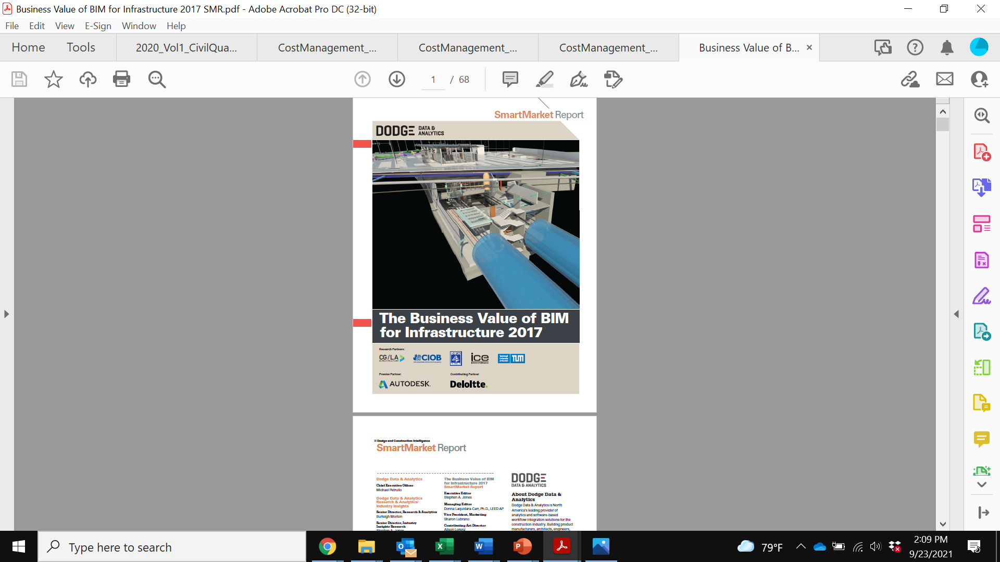 Business Value of BIM for Infrastructure 2017 SMR.pdf - Adobe Acrobat Pro DC (32-bit)
File Edit View E-Sign Window Help
Home Tools 2020_Vol1_CivilQua... CostManagement_... CostManagement_... CostManagement_... Business Value of B...
1 / 68
SmartMarket Report
DODGE DATA & ANALYTICS
The Business Value of BIM
for Infrastructure 2017
Research Partners:
CG/LA INFRASTRUCTURE CIOB ice Technical University of Munich TUM
Premier Partner: Contributing Partner:
AUTODESK. Deloitte.
Design and Construction Intelligence
SmartMarket Report
Dodge Data & Analytics
Chief Executive Officer
Michael Petrullo
Dodge Data & Analytics
Research & Analytics/
Industry Insights
Senior Director, Research & Analytics
Burleigh Morton
Senior Director, Industry
Insights Research
Stephen A. Jones
The Business Value of BIM
for Infrastructure 2017
SmartMarket Report
Executive Editor
Stephen A. Jones
Managing Editor
Donna Laquidara-Carr, Ph.D., LEED AP
Vice President, Marketing
Sharon Lubrano
Contributing Art Director
Alison Lorenz
DODGE
DATA & ANALYTICS
About Dodge Data &
Analytics
Dodge Data & Analytics is North
America's leading provider of
analytics and software-based
workflow integration solutions for the
construction industry. Building product
manufacturers, architects, engineers,
Type here to search
79°F
2:09 PM
9/23/2021